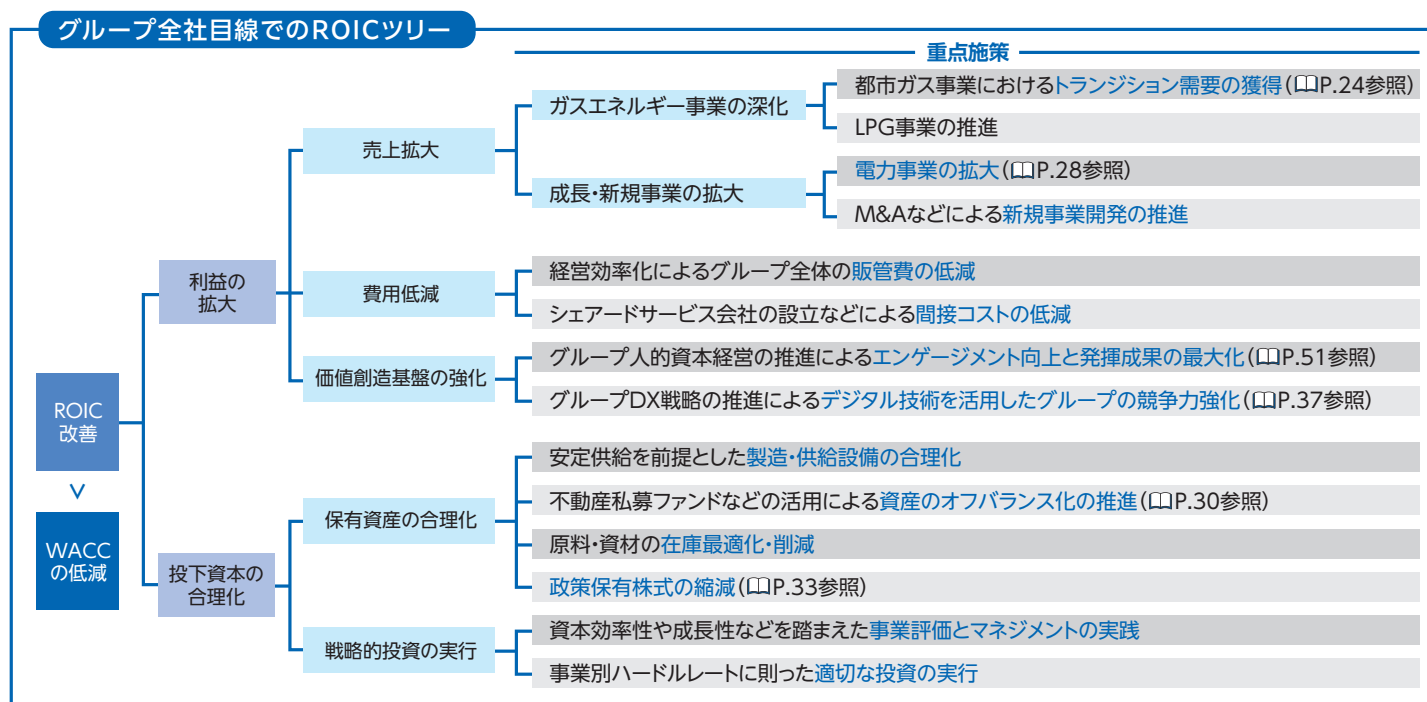 グループ全社目線でのROICツリー
重点施策
ROIC
改善
∨
WACC
の低減
利益の
拡大
売上拡大
ガスエネルギー事業の深化
都市ガス事業におけるトランジション需要の獲得(P.24参照)
LPG事業の推進
成長・新規事業の拡大
電力事業の拡大(P.28参照)
M&Aなどによる新規事業開発の推進
費用低減
経営効率化によるグループ全体の販管費の低減
シェアードサービス会社の設立などによる間接コストの低減
価値創造基盤の強化
グループ人的資本経営の推進によるエンゲージメント向上と発揮成果の最大化(P.51参照)
グループDX戦略の推進によるデジタル技術を活用したグループの競争力強化(P.37参照)
投下資本の
合理化
保有資産の合理化
安定供給を前提とした製造・供給設備の合理化
不動産私募ファンドなどの活用による資産のオフバランス化の推進(P.30参照)
原料・資材の在庫最適化・削減
政策保有株式の縮減(P.33参照)
戦略的投資の実行
資本効率性や成長性などを踏まえた事業評価とマネジメントの実践
事業別ハードルレートに則った適切な投資の実行